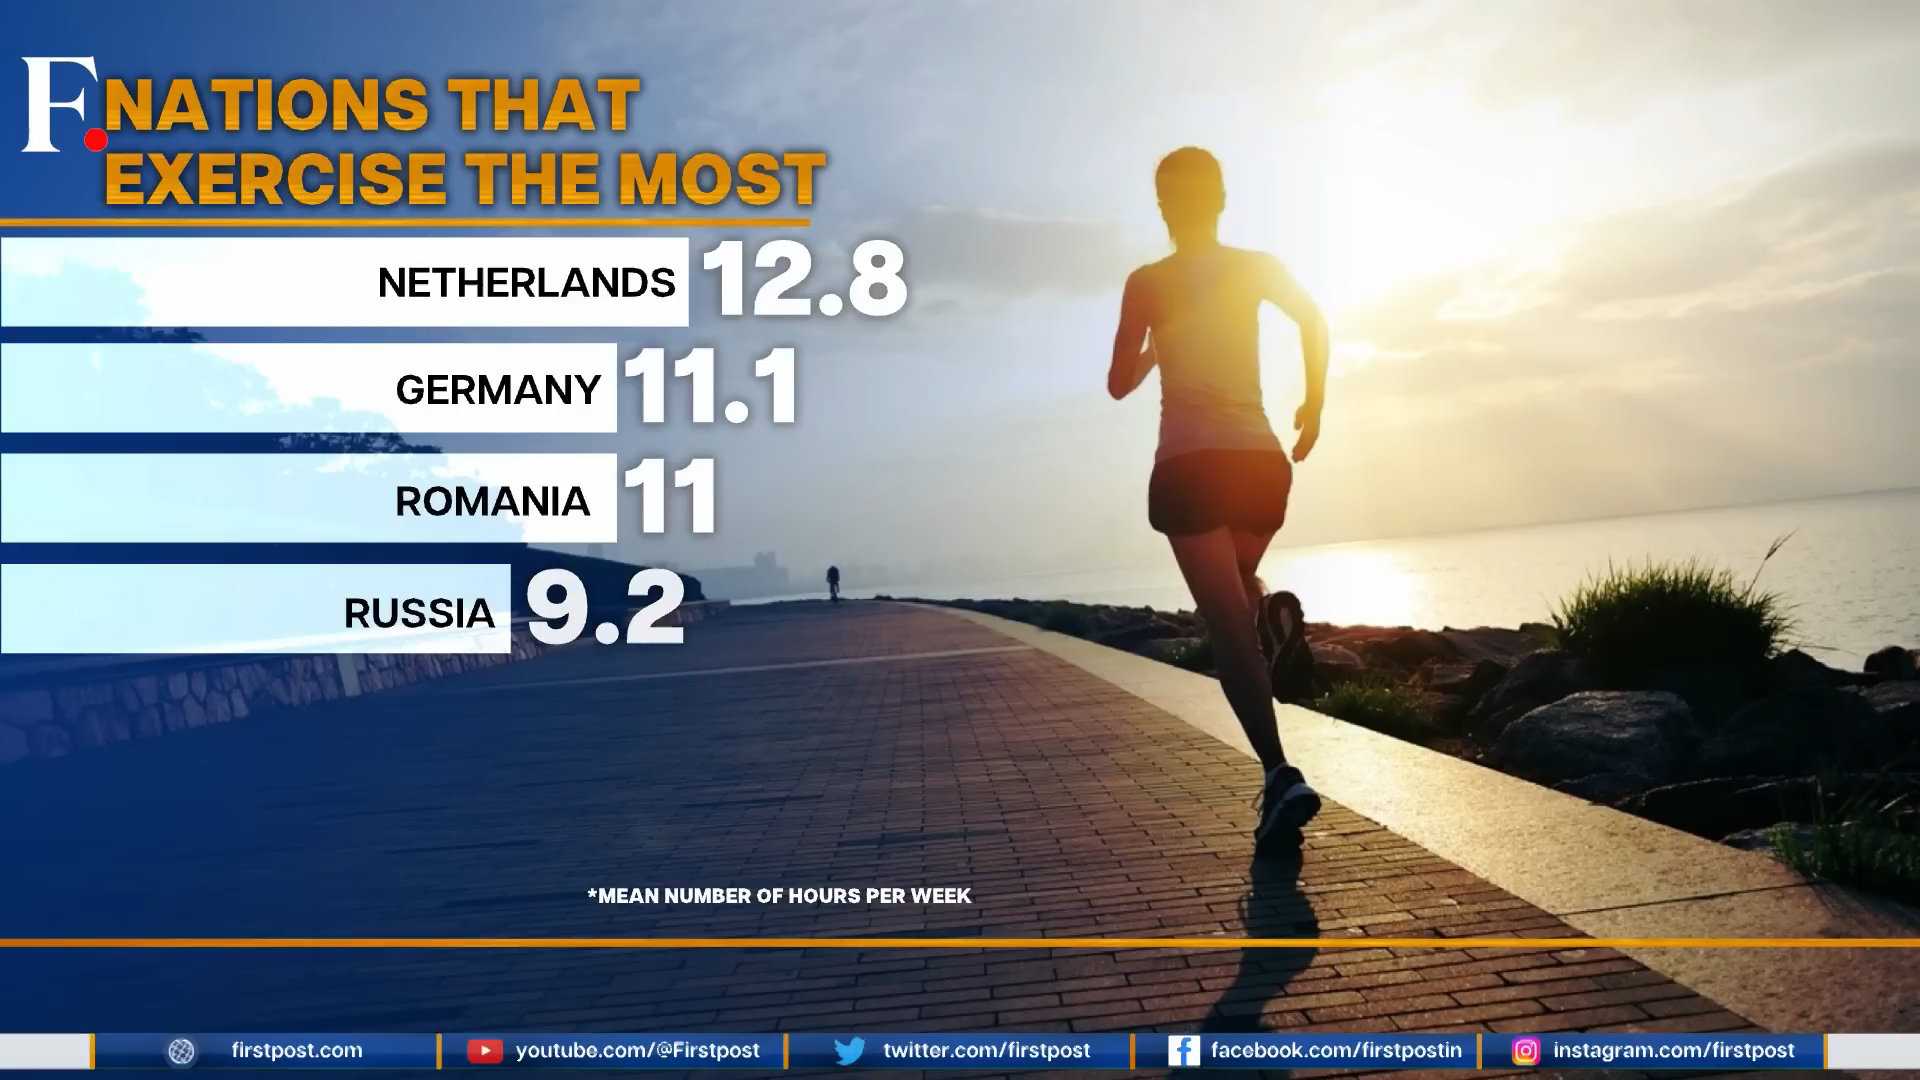 F.
NATIONS THAT
EXERCISE THE MOST
NETHERLANDS 12.8
GERMANY 11.1
ROMANIA 11
RUSSIA 9.2
*MEAN NUMBER OF HOURS PER WEEK
firstpost.com youtube.com/@Firstpost twitter.com/firstpost facebook.com/firstpostin instagram.com/firstpost